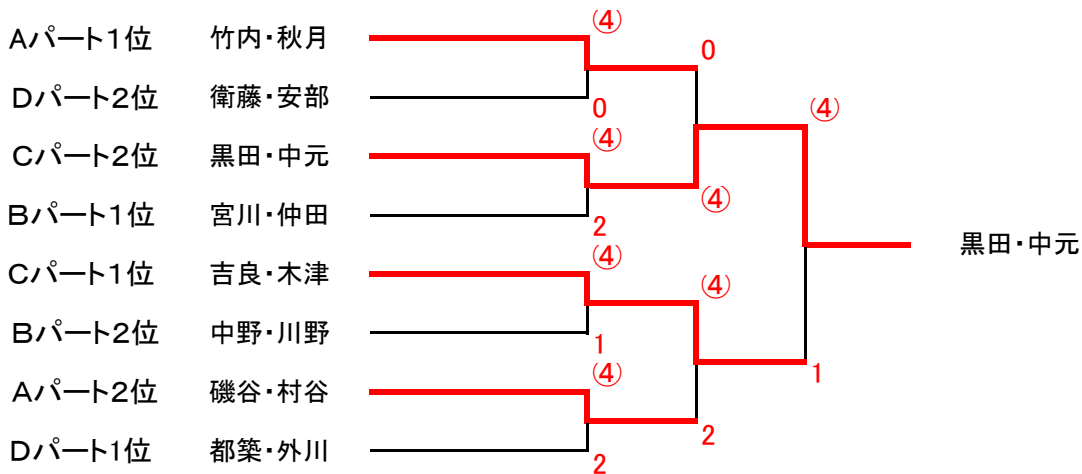 Aパート1位 竹内・秋月 ④
0
Dパート2位 衛藤・安部 0
④
Cパート2位 黒田・中元 ④
④
Bパート1位 宮川・仲田 2
黒田・中元
Cパート1位 吉良・木津 ④
④
Bパート2位 中野・川野 1
1
Aパート2位 磯谷・村谷 ④
2
Dパート1位 都築・外川 2